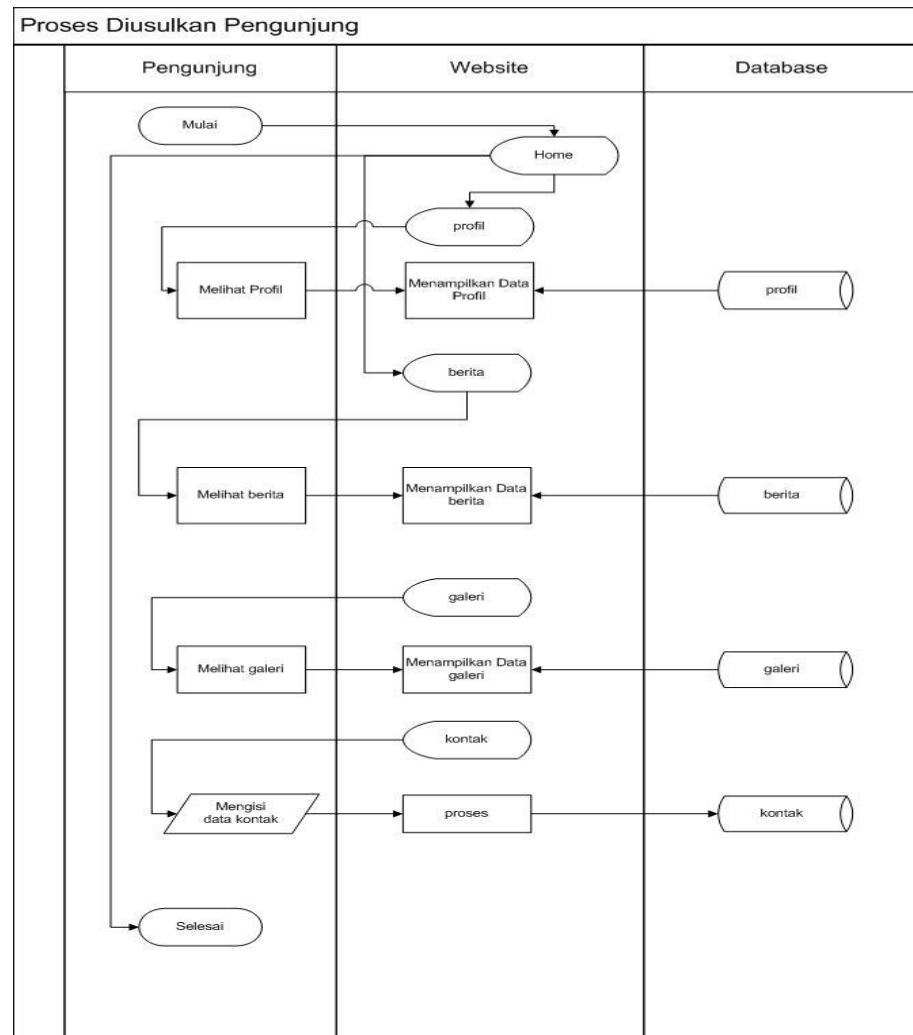 Proses Diusulkan Pengunjung
Pengunjung
Website
Database
Mulai
Home
profil
Melihat Profil
Menampilkan Data
Profil
profil
berita
Melihat berita
Menampilkan Data
berita
berita
galeri
Melihat galeri
Menampilkan Data
galeri
galeri
kontak
Mengisi
data kontak
proses
kontak
Selesai